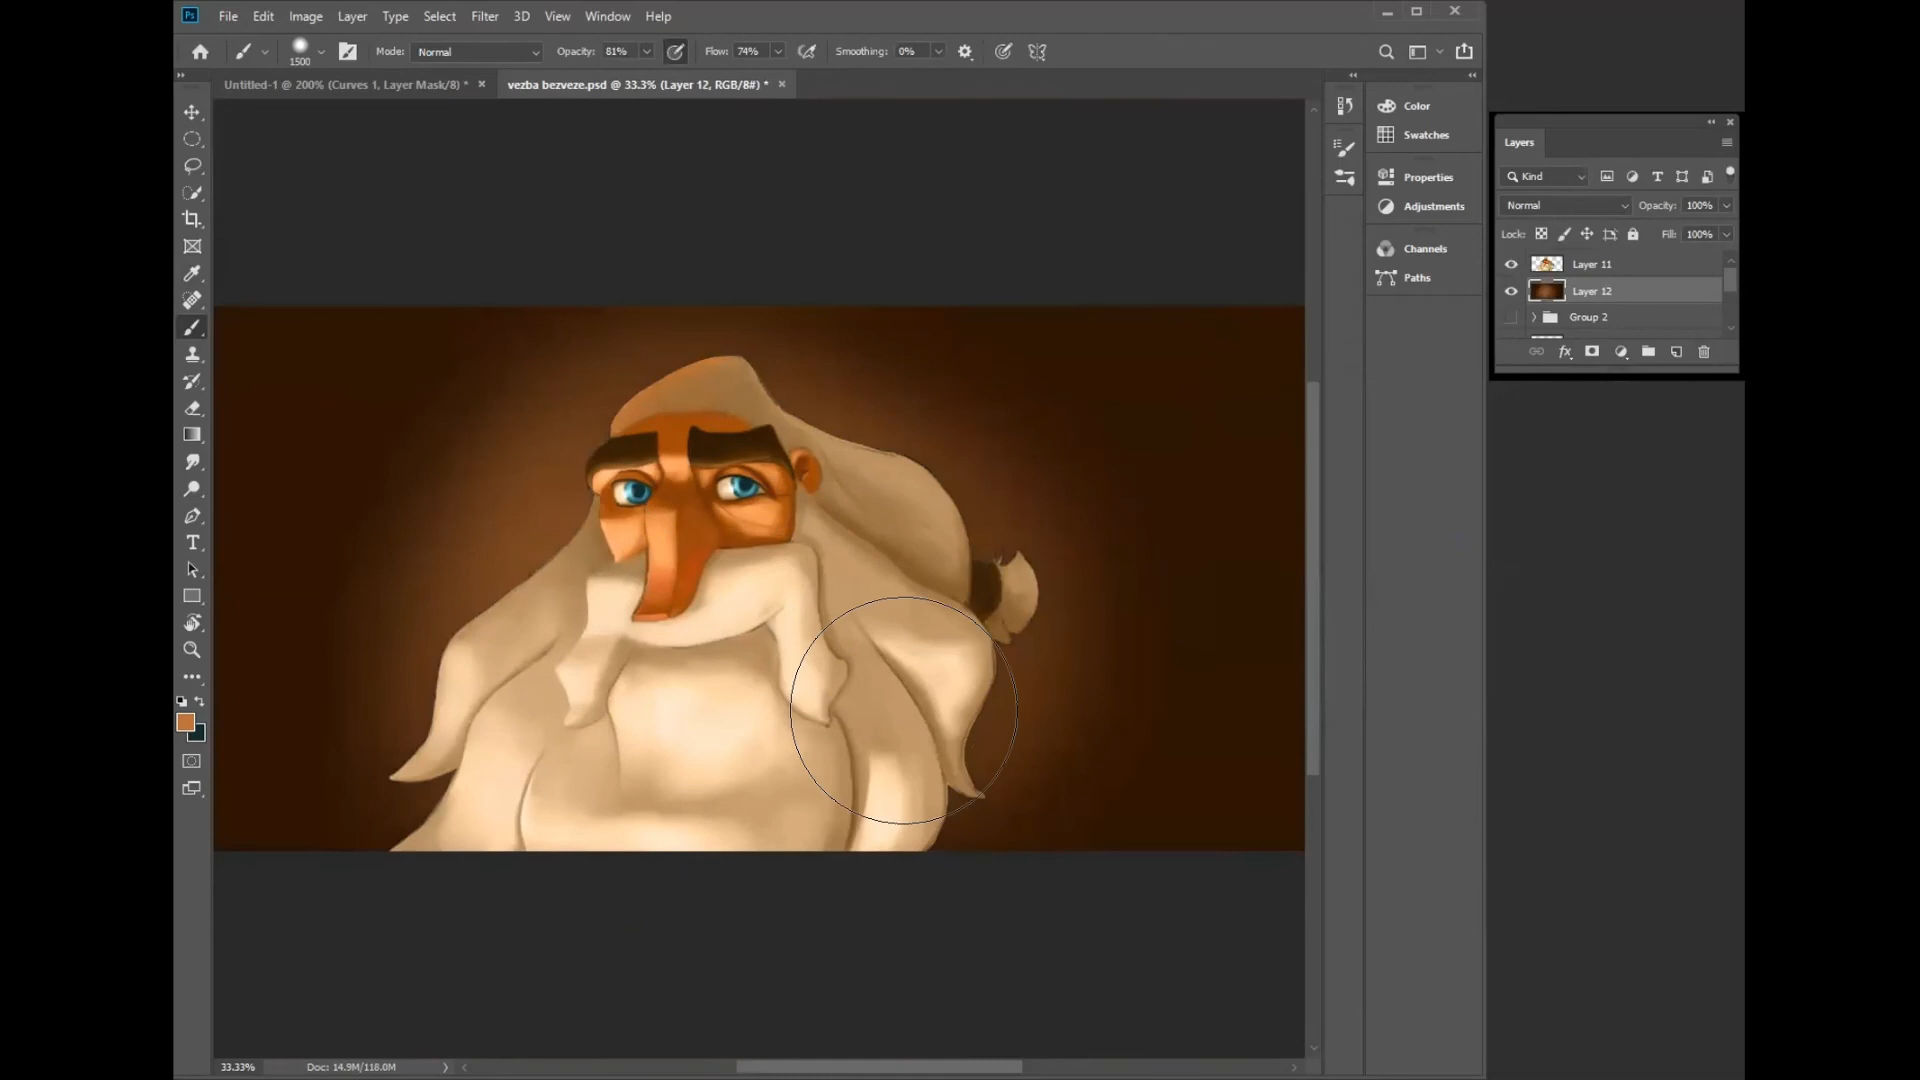 Ps File Edit Image Layer Type Select Filter 3D View Window Help
1500 Mode: Normal Opacity: 81% Flow: 74% Smoothing: 0%
Untitled-1 @ 200% (Curves 1, Layer Mask/8) * vezba bezveze.psd @ 33.3% (Layer 12, RGB/8#) *
Color
Swatches
Properties
Adjustments
Channels
Paths
Layers
Kind
Normal Opacity: 100%
Lock: Fill: 100%
Layer 11
Layer 12
Group 2
fx
33.33% Doc: 14.9M/118.0M